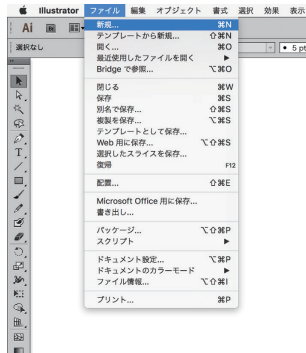 Illustrator ファイル 編集 オブジェクト 書式 選択 効果 表示
Ai Br
選択なし
5 pt
新規... ⌘N
テンプレートから新規... ⇧⌘N
開く... ⌘O
最近使用したファイルを開く ▶
Bridge で参照... ⌥⌘O
閉じる ⌘W
保存 ⌘S
別名で保存... ⇧⌘S
複製を保存... ⌥⌘S
テンプレートとして保存...
Web 用に保存... ⌥⇧⌘S
選択したスライスを保存...
復帰 F12
配置... ⇧⌘E
Microsoft Office 用に保存...
書き出し...
パッケージ... ⌥⇧⌘P
スクリプト ▶
ドキュメント設定... ⌥⌘P
ドキュメントのカラーモード ▶
ファイル情報... ⌥⇧⌘I
プリント... ⌘P